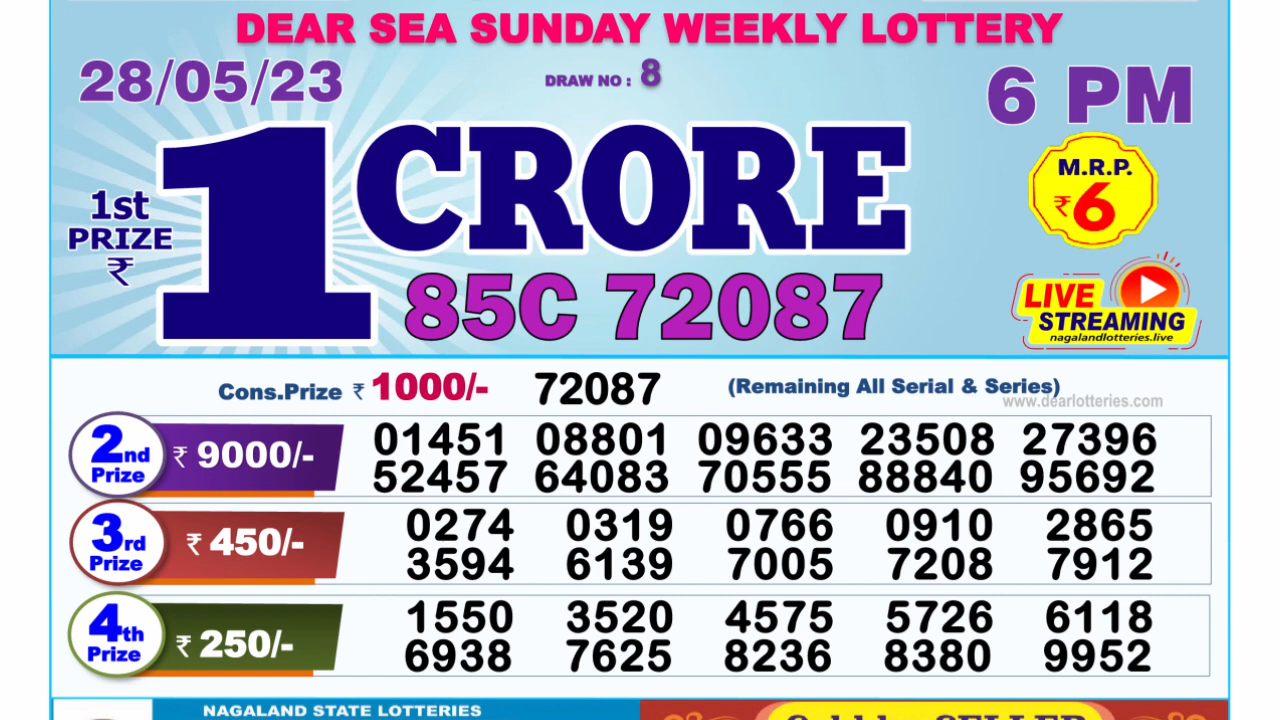 DEAR SEA SUNDAY WEEKLY LOTTERY
28/05/23
DRAW NO : 8
6 PM
1st
PRIZE
₹
1 CRORE
85C 72087
M.R.P.
₹6
LIVE
STREAMING
nagalandlotteries.live
Cons.Prize ₹ 1000/- 72087 (Remaining All Serial & Series)
www.dearlotteries.com
2nd
Prize
₹ 9000/-
01451 08801 09633 23508 27396
52457 64083 70555 88840 95692
3rd
Prize
₹ 450/-
0274 0319 0766 0910 2865
3594 6139 7005 7208 7912
4th
Prize
₹ 250/-
1550 3520 4575 5726 6118
6938 7625 8236 8380 9952
NAGALAND STATE LOTTERIES